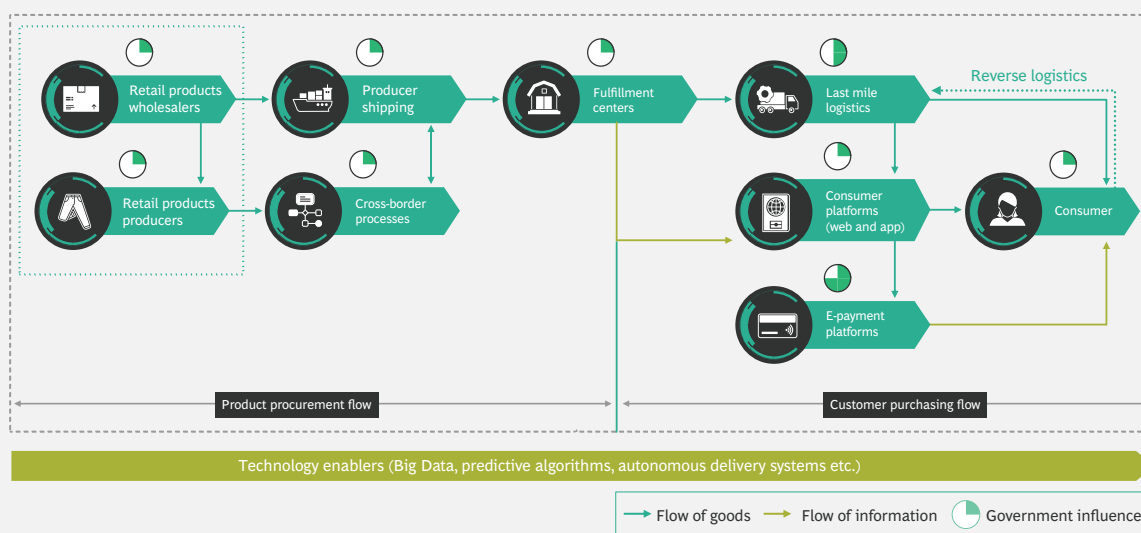 Retail products
wholesalers
Producer
shipping
Fulfillment
centers
Last mile
logistics
Reverse logistics
Retail products
producers
Cross-border
processes
Consumer
platforms
(web and app)
Consumer
E-payment
platforms
Product procurement flow
Customer purchasing flow
Technology enablers (Big Data, predictive algorithms, autonomous delivery systems etc.)
Flow of goods
Flow of information
Government influence